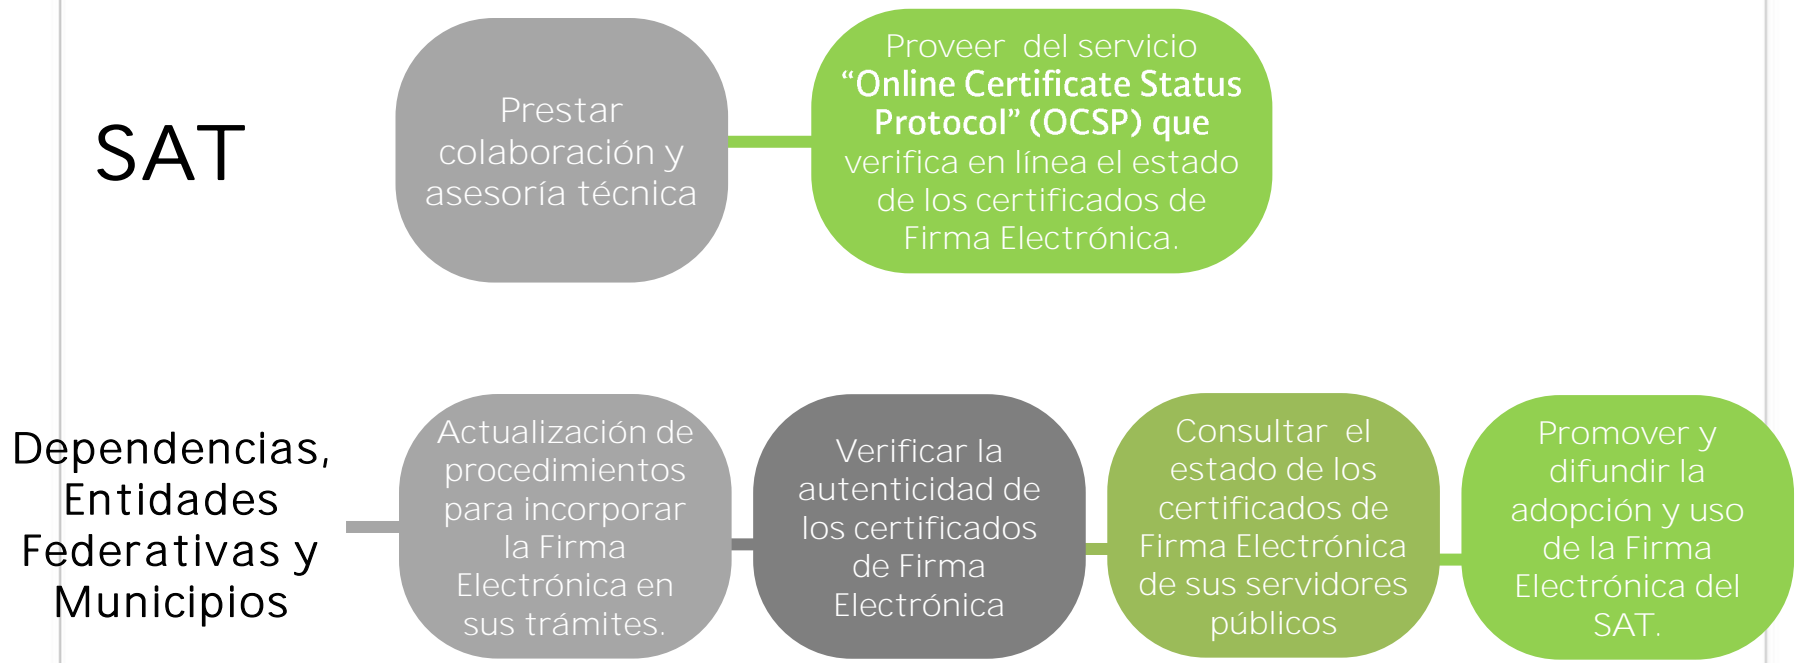 SAT
Prestar
colaboración y
asesoría técnica
Proveer del servicio
“Online Certificate Status
Protocol” (OCSP) que
verifica en línea el estado
de los certificados de
Firma Electrónica.
Dependencias,
Entidades
Federativas y
Municipios
Actualización de
procedimientos
para incorporar
la Firma
Electrónica en
sus trámites.
Verificar la
autenticidad de
los certificados
de Firma
Electrónica
Consultar el
estado de los
certificados de
Firma Electrónica
de sus servidores
públicos
Promover y
difundir la
adopción y uso
de la Firma
Electrónica del
SAT.